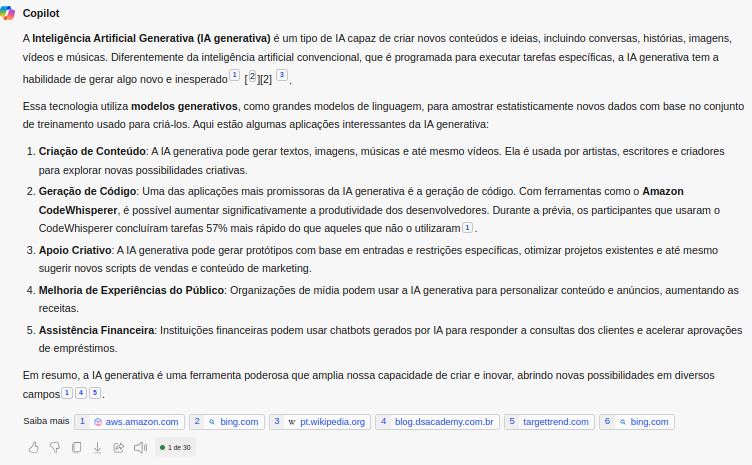 Copilot
A Inteligência Artificial Generativa (IA generativa) é um tipo de IA capaz de criar novos conteúdos e ideias, incluindo conversas, histórias, imagens,
vídeos e músicas. Diferentemente da inteligência artificial convencional, que é programada para executar tarefas específicas, a IA generativa tem a
habilidade de gerar algo novo e inesperado 1 [ 2 ][2] 3 .
Essa tecnologia utiliza modelos generativos, como grandes modelos de linguagem, para amostrar estatisticamente novos dados com base no conjunto
de treinamento usado para criá-los. Aqui estão algumas aplicações interessantes da IA generativa:
1. Criação de Conteúdo: A IA generativa pode gerar textos, imagens, músicas e até mesmo vídeos. Ela é usada por artistas, escritores e criadores
para explorar novas possibilidades criativas.
2. Geração de Código: Uma das aplicações mais promissoras da IA generativa é a geração de código. Com ferramentas como o Amazon
CodeWhisperer, é possível aumentar significativamente a produtividade dos desenvolvedores. Durante a prévia, os participantes que usaram o
CodeWhisperer concluíram tarefas 57% mais rápido do que aqueles que não o utilizaram 1 .
3. Apoio Criativo: A IA generativa pode gerar protótipos com base em entradas e restrições específicas, otimizar projetos existentes e até mesmo
sugerir novos scripts de vendas e conteúdo de marketing.
4. Melhoria de Experiências do Público: Organizações de mídia podem usar a IA generativa para personalizar conteúdo e anúncios, aumentando as
receitas.
5. Assistência Financeira: Instituições financeiras podem usar chatbots gerados por IA para responder a consultas dos clientes e acelerar aprovações
de empréstimos.
Em resumo, a IA generativa é uma ferramenta poderosa que amplia nossa capacidade de criar e inovar, abrindo novas possibilidades em diversos
campos 1 4 5 .
Saiba mais 1 aws.amazon.com 2 bing.com 3 W pt.wikipedia.org 4 blog.dsacademy.com.br 5 targettrend.com 6 bing.com
1 de 30